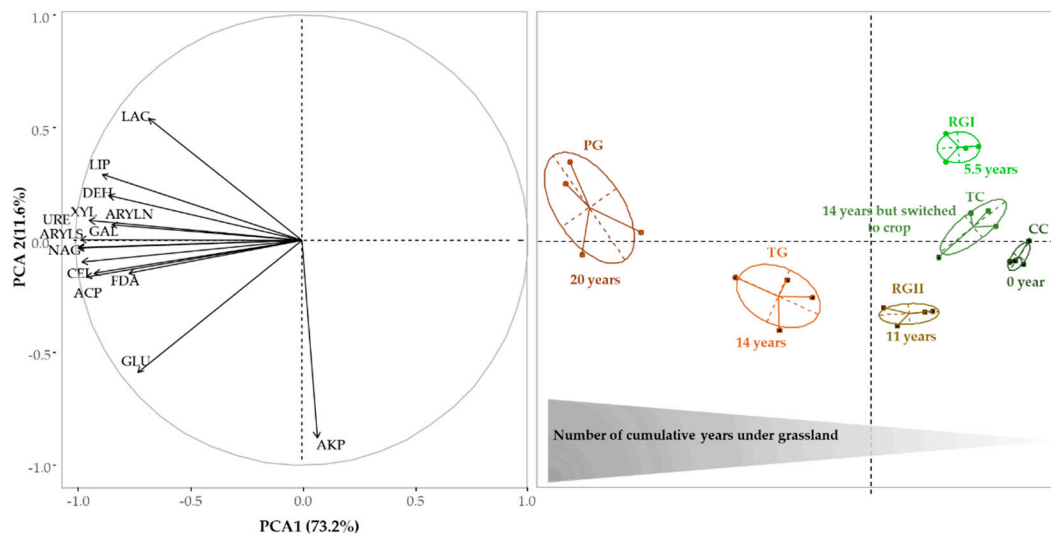 1.0
0.5
0.0
-0.5
-1.0
PCA 2(11.6%)
LAC
LIP
DEH
XYL
ARYLN
URE
ARYLS
GAL
NAG
CEL
FDA
ACP
GLU
AKP
-1.0
-0.5
0.0
0.5
1.0
PCA1 (73.2%)
PG
20 years
TG
14 years
RGI
5.5 years
TC
14 years but switched
to crop
CC
0 year
RGII
11 years
Number of cumulative years under grassland